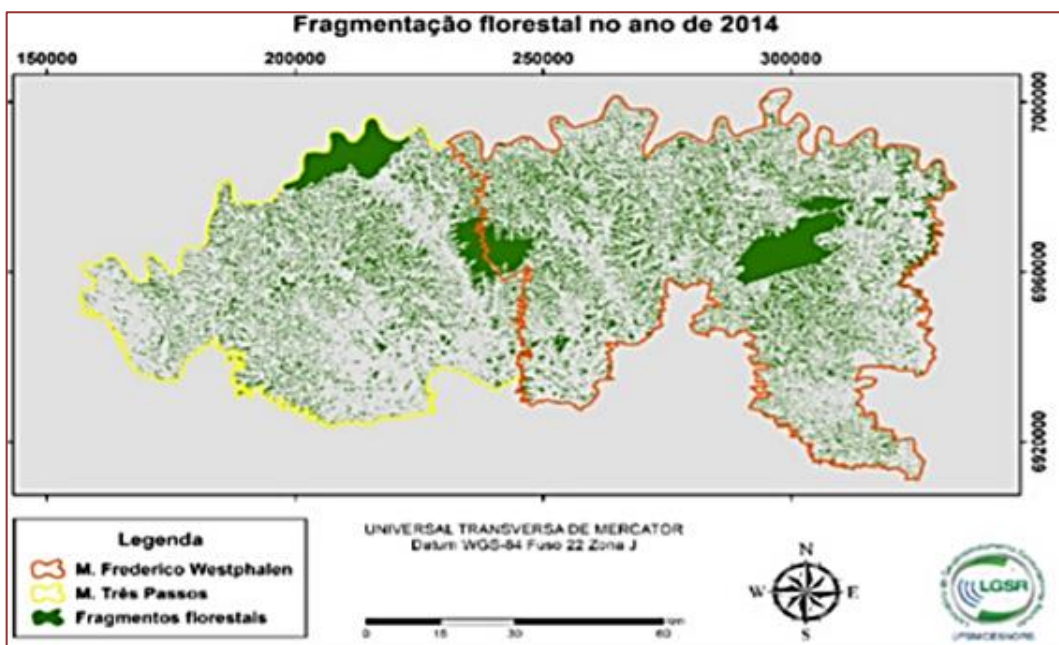 Fragmentação florestal no ano de 2014
150000 200000 250000 300000
7000000
6960000
6920000
Legenda
M. Frederico Westphalen
M. Três Passos
Fragmentos florestais
UNIVERSAL TRANSVERSA DE MERCATOR
Datum WGS-84 Fuso 22 Zona J
km
0 15 30 60
N
W E
S
LGSR